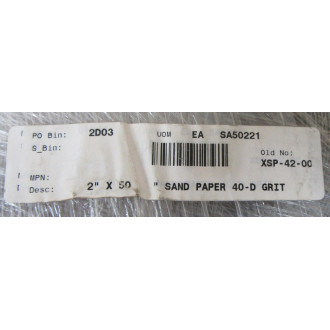 PO Bin: 2D03 UOM EA SA50221
S_Bin:
Old No:
XSP-42-00
MPN:
Desc: 2" X 50 " SAND PAPER 40-D GRIT